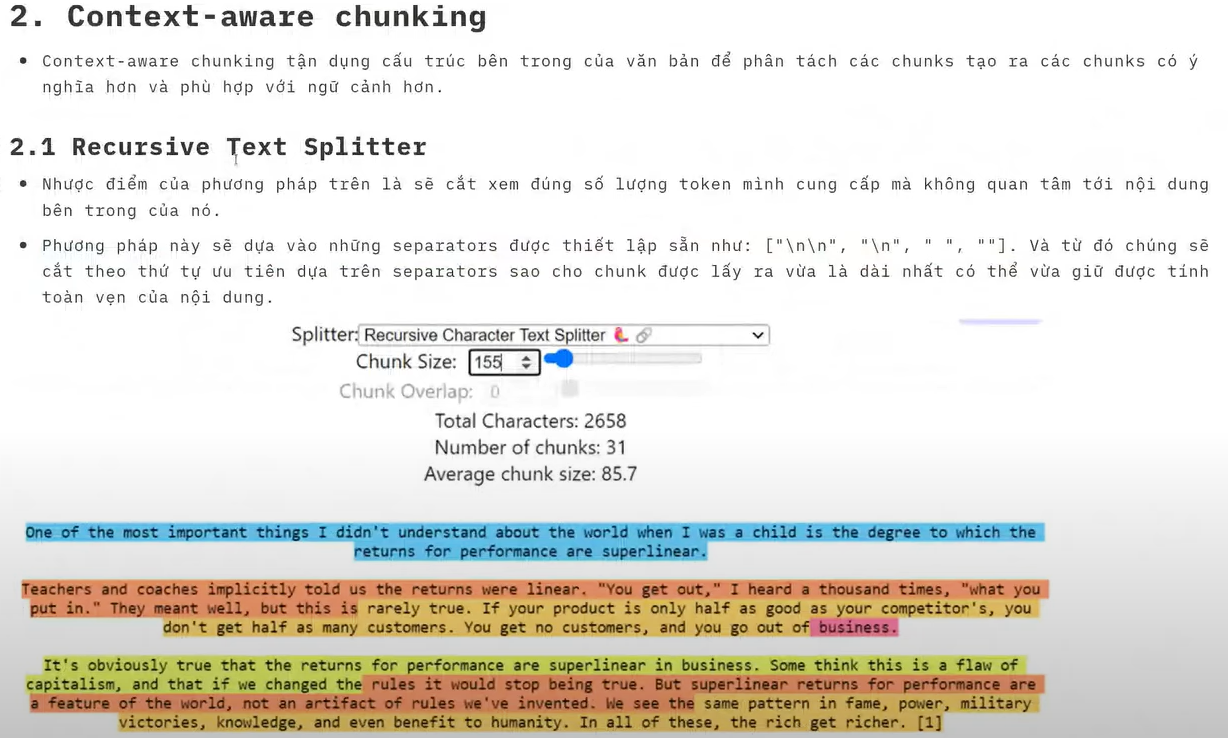 2. Context-aware chunking
Context-aware chunking tận dụng cấu trúc bên trong của văn bản để phân tách các chunks tạo ra các chunks có ý
nghĩa hơn và phù hợp với ngữ cảnh hơn.
2.1 Recursive Text Splitter
Nhược điểm của phương pháp trên là sẽ cắt xem đúng số lượng token mình cung cấp mà không quan tâm tới nội dung
bên trong của nó.
Phương pháp này sẽ dựa vào những separators được thiết lập sẵn như: ["\n\n", "\n", " ", ""]. Và từ đó chúng sẽ
cắt theo thứ tự ưu tiên dựa trên separators sao cho chunk được lấy ra vừa là dài nhất có thể vừa giữ được tính
toàn vẹn của nội dung.
Splitter: Recursive Character Text Splitter 🦜 🔗
Chunk Size: 155
Chunk Overlap: 0
Total Characters: 2658
Number of chunks: 31
Average chunk size: 85.7
One of the most important things I didn't understand about the world when I was a child is the degree to which the
returns for performance are superlinear.
Teachers and coaches implicitly told us the returns were linear. "You get out," I heard a thousand times, "what you
put in." They meant well, but this is rarely true. If your product is only half as good as your competitor's, you
don't get half as many customers. You get no customers, and you go out of business.
It's obviously true that the returns for performance are superlinear in business. Some think this is a flaw of
capitalism, and that if we changed the rules it would stop being true. But superlinear returns for performance are
a feature of the world, not an artifact of rules we've invented. We see the same pattern in fame, power, military
victories, knowledge, and even benefit to humanity. In all of these, the rich get richer. [1]